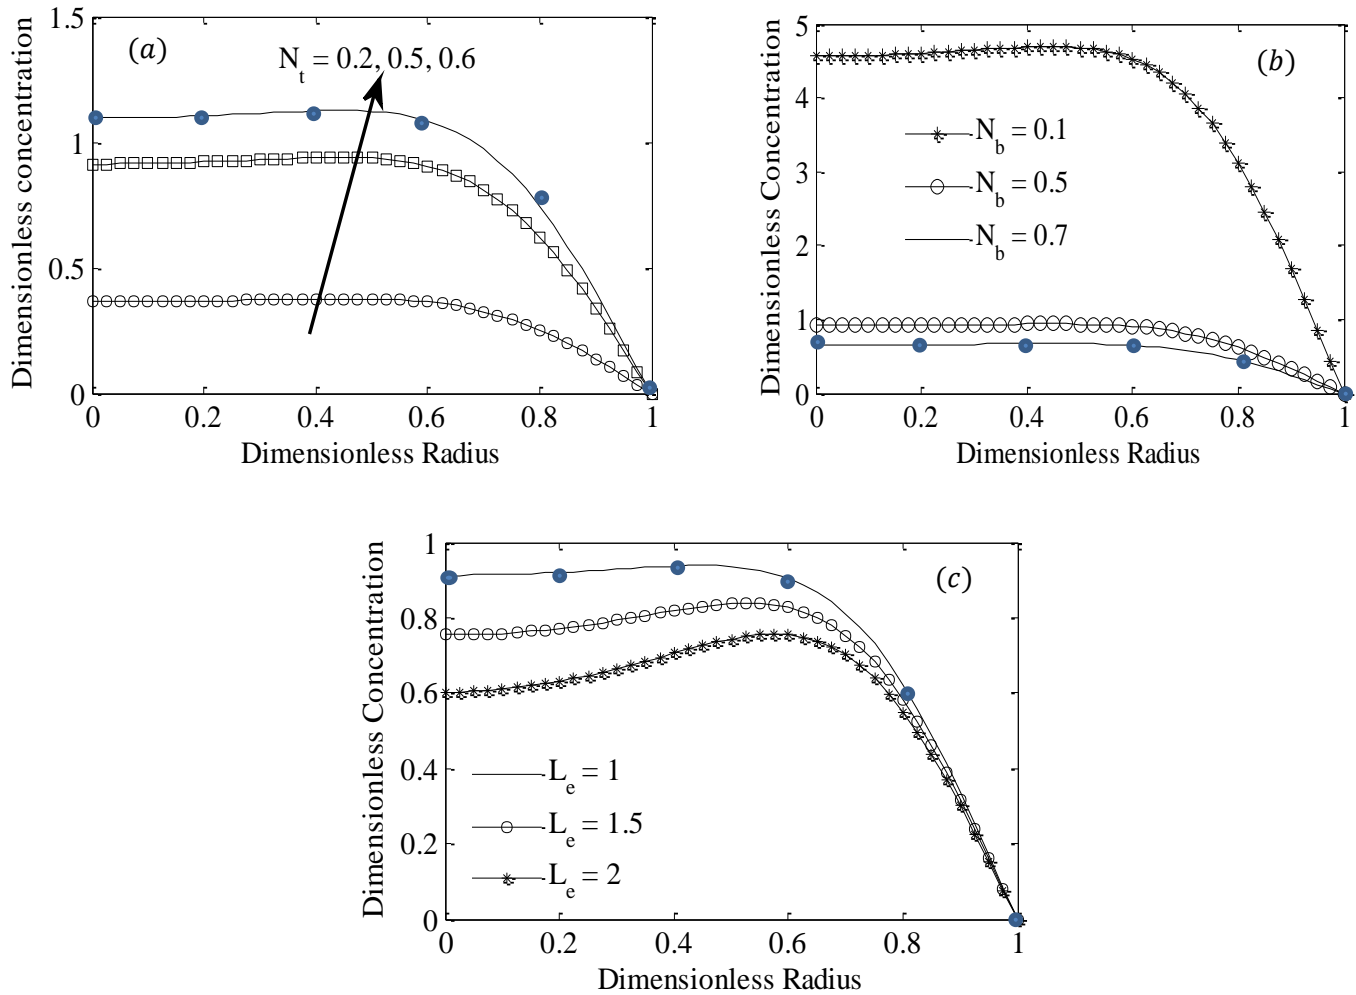 (a)
N_t = 0.2, 0.5, 0.6
Dimensionless concentration
1.5
1
0.5
0
0 0.2 0.4 0.6 0.8 1
Dimensionless Radius
(b)
Dimensionless Concentration
5
4
3
2
1
0
N_b = 0.1
N_b = 0.5
N_b = 0.7
0 0.2 0.4 0.6 0.8 1
Dimensionless Radius
(c)
Dimensionless Concentration
1
0.8
0.6
0.4
0.2
0
L_e = 1
L_e = 1.5
L_e = 2
0 0.2 0.4 0.6 0.8 1
Dimensionless Radius